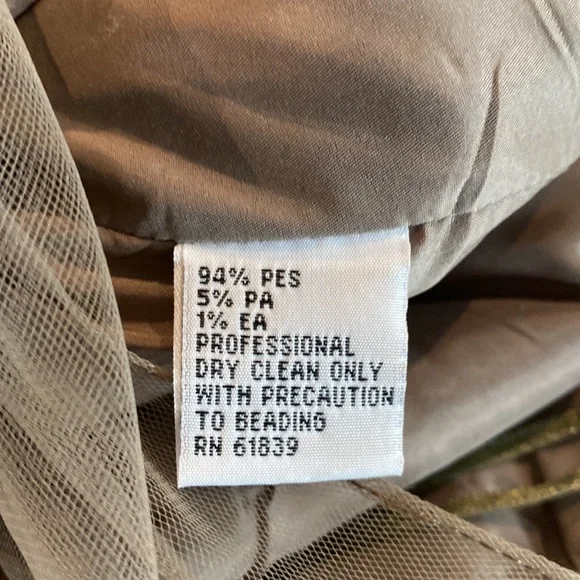 94% PES
5% PA
1% EA
PROFESSIONAL
DRY CLEAN ONLY
WITH PRECAUTION
TO BEADING
RN 61839